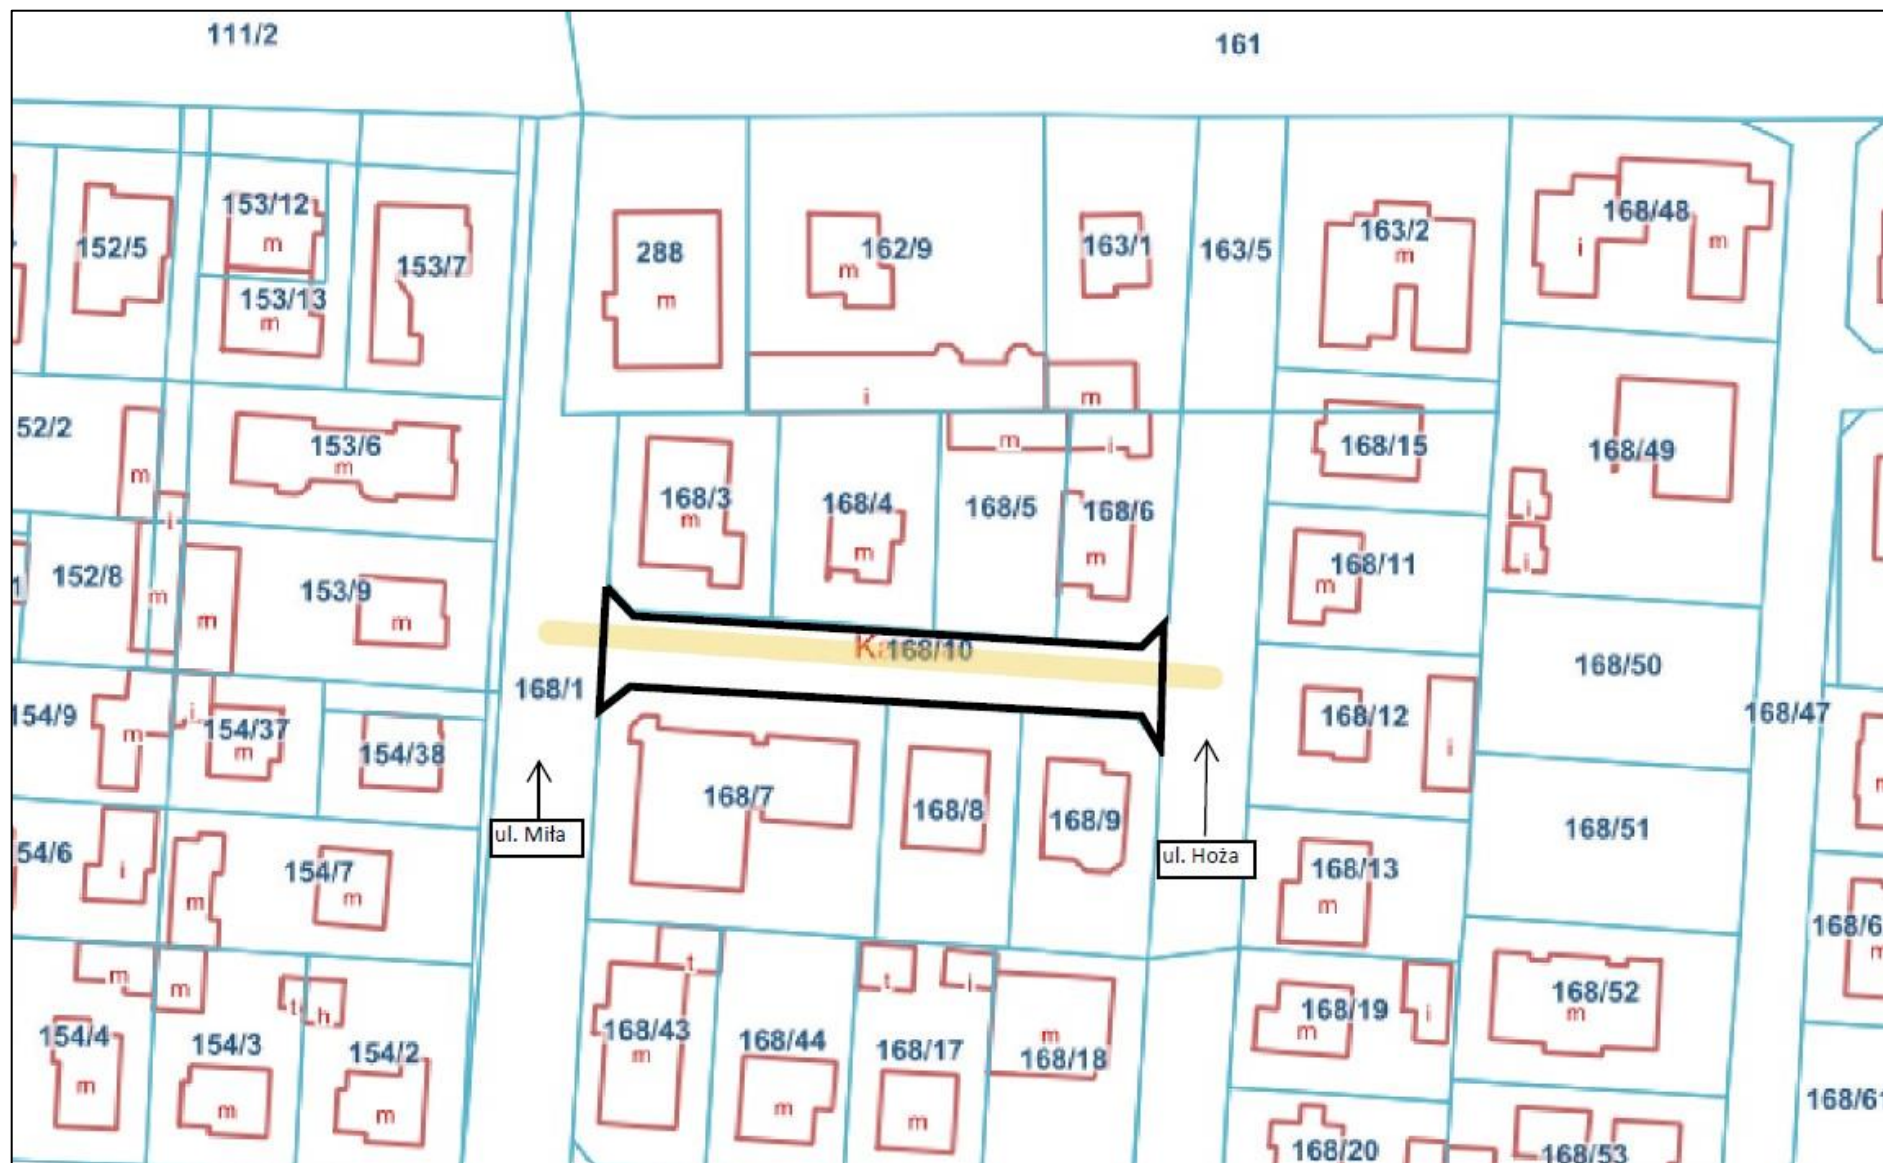 111/2
161
153/12
m
152/5
153/7
153/13
m
288
m
162/9
m
163/1
163/5
163/2
m
168/48
i
m
i
m
52/2
m
153/6
m
i
168/3
m
168/4
m
m
168/5
i
168/6
m
168/15
168/49
i
i
168/11
m
152/8
m
m
153/9
m
168/10
168/1
168/50
168/12
i
168/47
154/9
m
i
154/37
m
154/38
168/7
168/8
168/9
ul. Miła
ul. Hoża
168/51
54/6
i
m
154/7
m
168/13
m
168/6
m
m
m
t
h
154/4
m
154/3
m
154/2
m
t
168/43
m
168/44
m
t
i
168/17
m
m
168/18
168/19
m
i
168/52
m
168/61
168/20
168/53